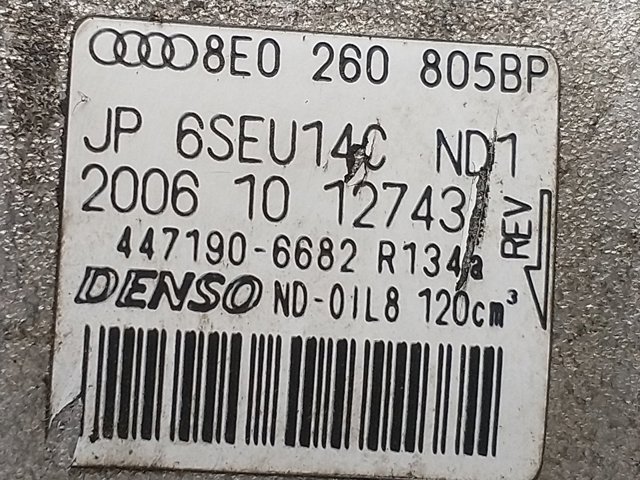 8E0 260 805BP
JP 6SEU14C ND1
2006 10 12743
REV
447190-6682 R134a
DENSO ND-OIL8 120cm³